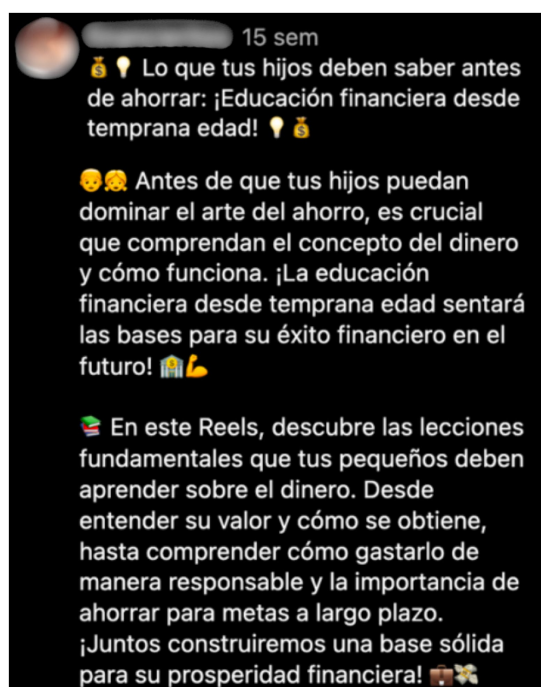 15 sem
💰💡 Lo que tus hijos deben saber antes
de ahorrar: ¡Educación financiera desde
temprana edad! 💡💰
👦👧 Antes de que tus hijos puedan
dominar el arte del ahorro, es crucial
que comprendan el concepto del dinero
y cómo funciona. ¡La educación
financiera desde temprana edad sentará
las bases para su éxito financiero en el
futuro! 🏦💪
📚 En este Reels, descubre las lecciones
fundamentales que tus pequeños deben
aprender sobre el dinero. Desde
entender su valor y cómo se obtiene,
hasta comprender cómo gastarlo de
manera responsable y la importancia de
ahorrar para metas a largo plazo.
¡Juntos construiremos una base sólida
para su prosperidad financiera! 💼💸